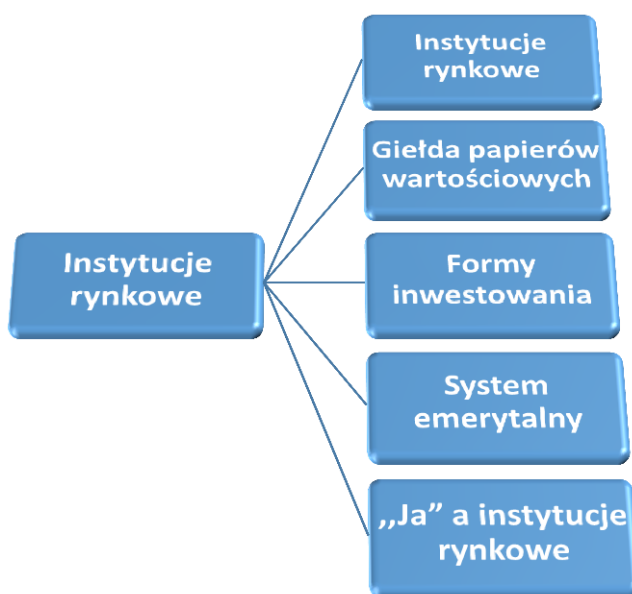 Instytucje
rynkowe
Instytucje
rynkowe
Giełda papierów
wartościowych
Formy
inwestowania
System
emerytalny
,,Ja” a instytucje
rynkowe